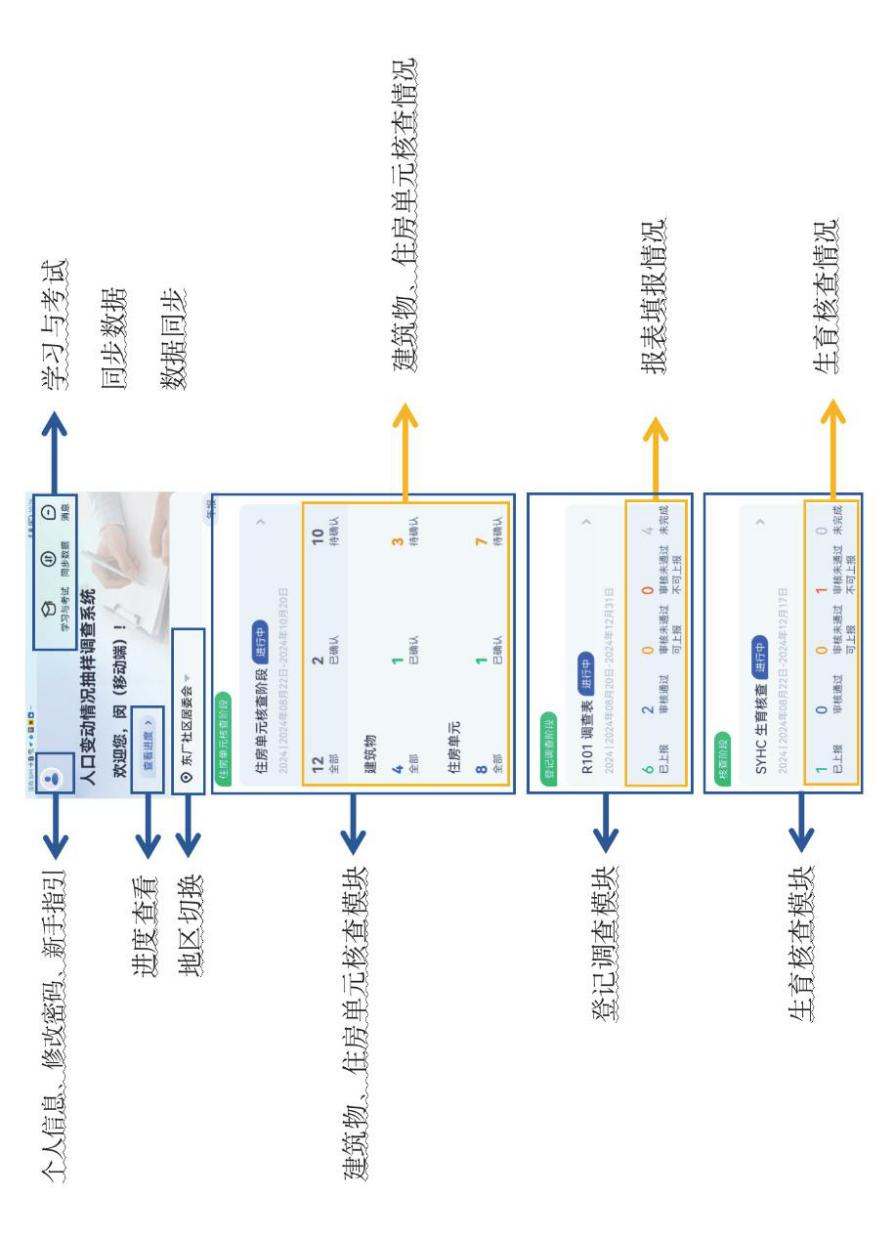 个人信息、修改密码、新手指引
学习与考试
同步数据
数据同步
进度查看
地区切换
建筑物、住房单元核查模块
建筑物、住房单元核查情况
登记调查模块
报表填报情况
生育核查模块
生育核查情况
学习与考试 同步数据 消息
人口变动情况抽样调查系统
欢迎您，闵（移动端）！
查看进度 >
东厂社区居委会
年报
住房单元核查阶段
住房单元核查阶段 进行中 >
2024 | 2024年08月22日-2024年10月20日
12 2 10
全部 已确认 待确认
建筑物
4 1 3
全部 已确认 待确认
住房单元
8 1 7
全部 已确认 待确认
登记调查阶段
R101 调查表 进行中 >
2024 | 2024年08月20日-2024年12月31日
6 2 0 0 4
已上报 审核通过 审核未通过 审核未通过 未完成
可上报 不可上报
核查阶段
SYHC 生育核查 进行中 >
2024 | 2024年08月22日-2024年12月17日
1 0 0 1 0
已上报 审核通过 审核未通过 审核未通过 未完成
可上报 不可上报